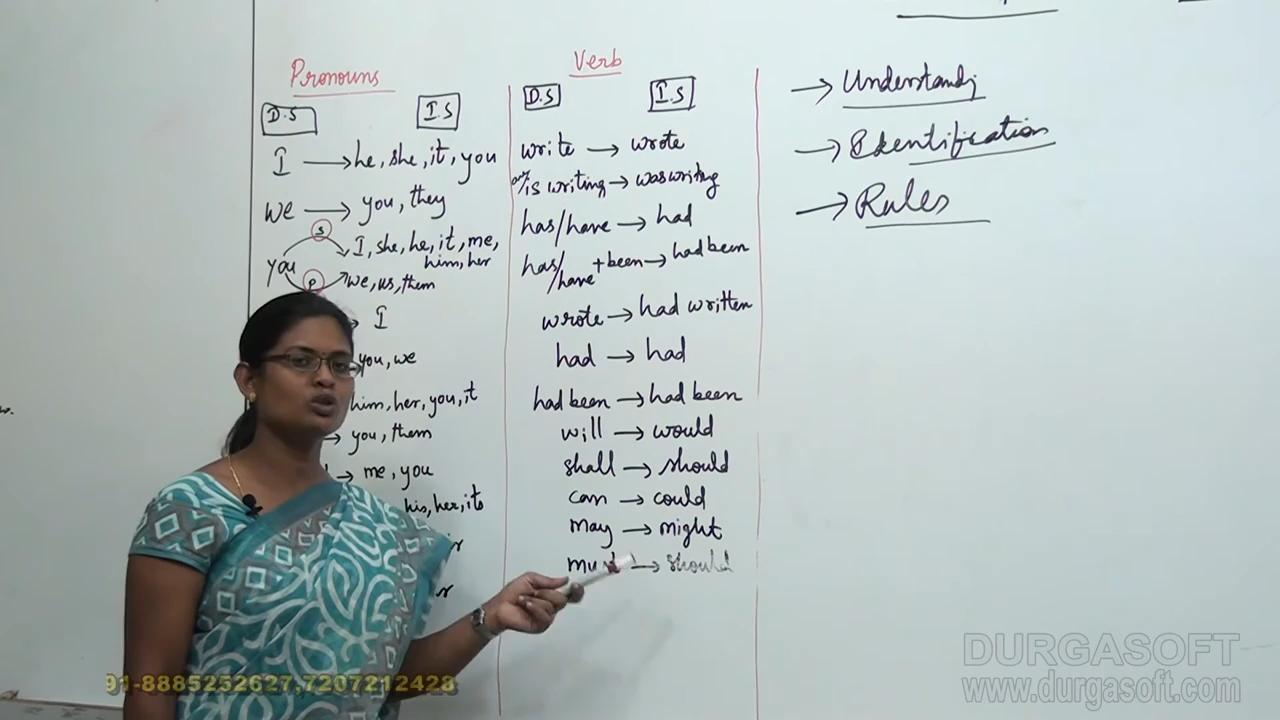 Pronouns
D.S I.S
I → he, she, it, you
we → you, they
s
I, she, he, it, me,
him, her
you
p
we, us, them
→ I
you, we
him, her, you, it
→ you, them
→ me, you
his, her, its
Verb
D.S I.S
write → wrote
is writing → was writing
has/have → had
has/have + been → had been
wrote → had written
had → had
had been → had been
will → would
shall → should
can → could
may → might
must → should
→ Understandi
→ Identification
→ Rules
91-8885252627,7207212428
DURGASOFT
www.durgasoft.com